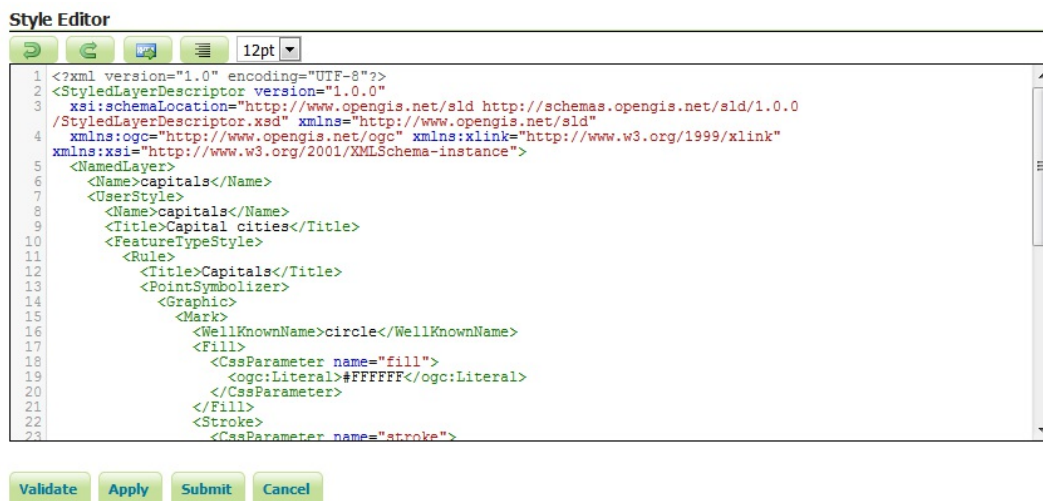 Style Editor
12pt
1 <?xml version="1.0" encoding="UTF-8"?>
2 <StyledLayerDescriptor version="1.0.0"
3 xsi:schemaLocation="http://www.opengis.net/sld http://schemas.opengis.net/sld/1.0.0
/StyledLayerDescriptor.xsd" xmlns="http://www.opengis.net/sld"
4 xmlns:ogc="http://www.opengis.net/ogc" xmlns:xlink="http://www.w3.org/1999/xlink"
xmlns:xsi="http://www.w3.org/2001/XMLSchema-instance">
5 <NamedLayer>
6 <Name>capitals</Name>
7 <UserStyle>
8 <Name>capitals</Name>
9 <Title>Capital cities</Title>
10 <FeatureTypeStyle>
11 <Rule>
12 <Title>Capitals</Title>
13 <PointSymbolizer>
14 <Graphic>
15 <Mark>
16 <WellKnownName>circle</WellKnownName>
17 <Fill>
18 <CssParameter name="fill">
19 <ogc:Literal>#FFFFFF</ogc:Literal>
20 </CssParameter>
21 </Fill>
22 <Stroke>
23 <CssParameter name="stroke">
Validate Apply Submit Cancel